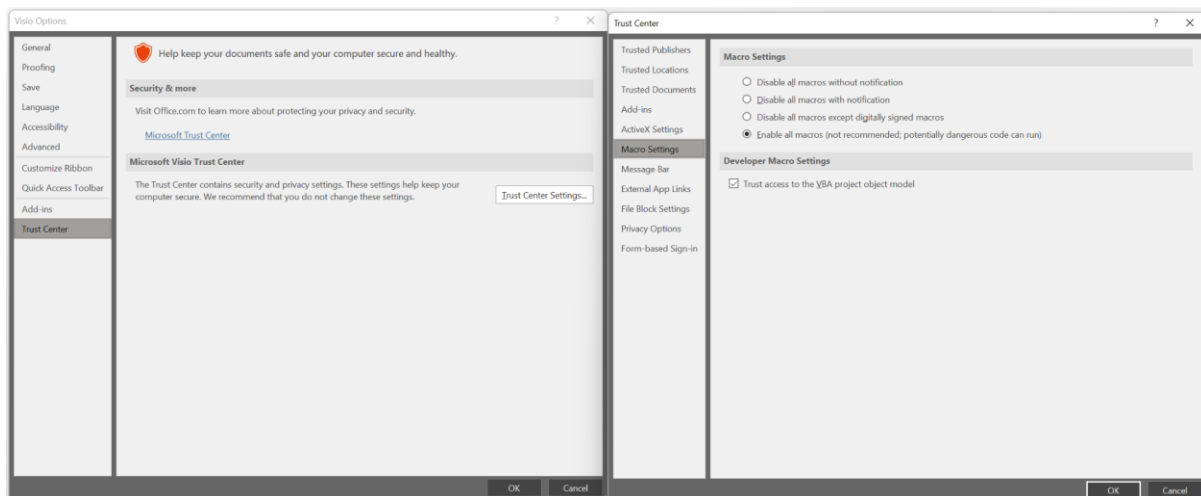 Visio Options
?
General
Proofing
Save
Language
Accessibility
Advanced
Customize Ribbon
Quick Access Toolbar
Add-ins
Trust Center
Help keep your documents safe and your computer secure and healthy.
Security & more
Visit Office.com to learn more about protecting your privacy and security.
Microsoft Trust Center
Microsoft Visio Trust Center
The Trust Center contains security and privacy settings. These settings help keep your
computer secure. We recommend that you do not change these settings.
Trust Center Settings...
OK
Cancel
Trust Center
?
Trusted Publishers
Trusted Locations
Trusted Documents
Add-ins
ActiveX Settings
Macro Settings
Message Bar
External App Links
File Block Settings
Privacy Options
Form-based Sign-in
Macro Settings
Disable all macros without notification
Disable all macros with notification
Disable all macros except digitally signed macros
Enable all macros (not recommended; potentially dangerous code can run)
Developer Macro Settings
Trust access to the VBA project object model
OK
Cancel